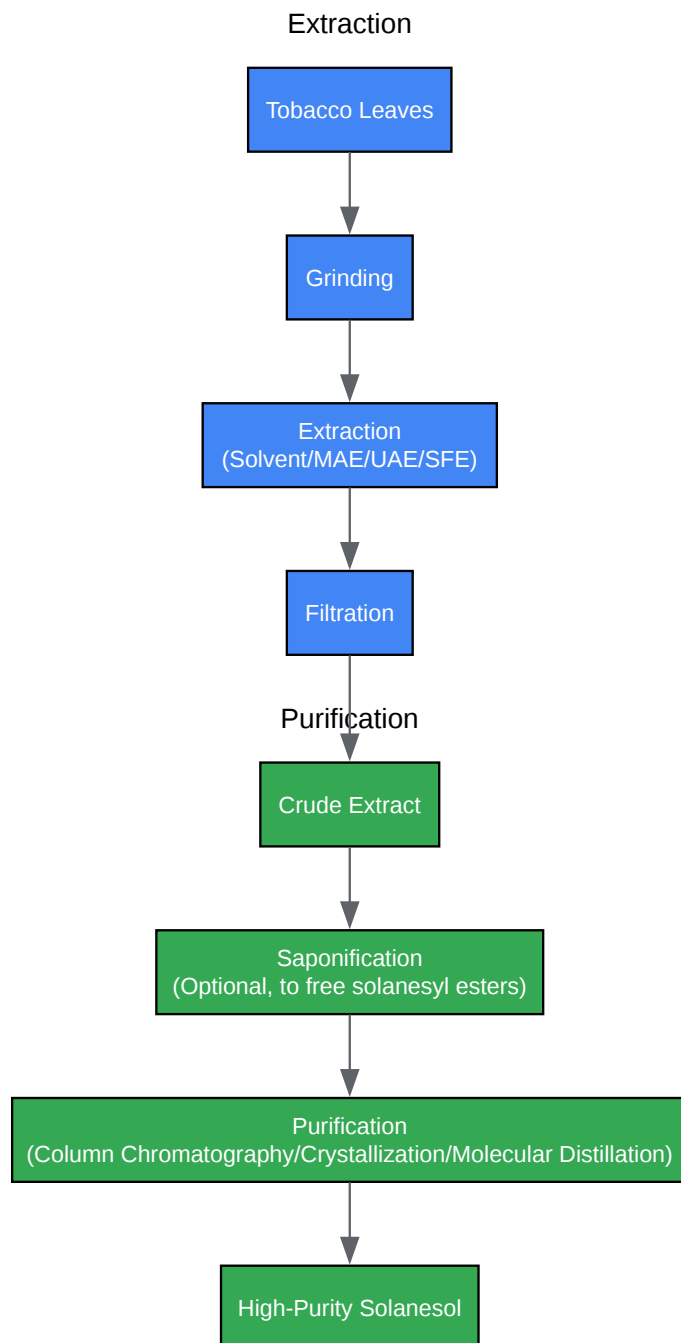 Extraction
Tobacco Leaves
Grinding
Extraction
(Solvent/MAE/UAE/SFE)
Filtration
Purification
Crude Extract
Saponification
(Optional, to free solanesyl esters)
Purification
(Column Chromatography/Crystallization/Molecular Distillation)
High-Purity Solanesol